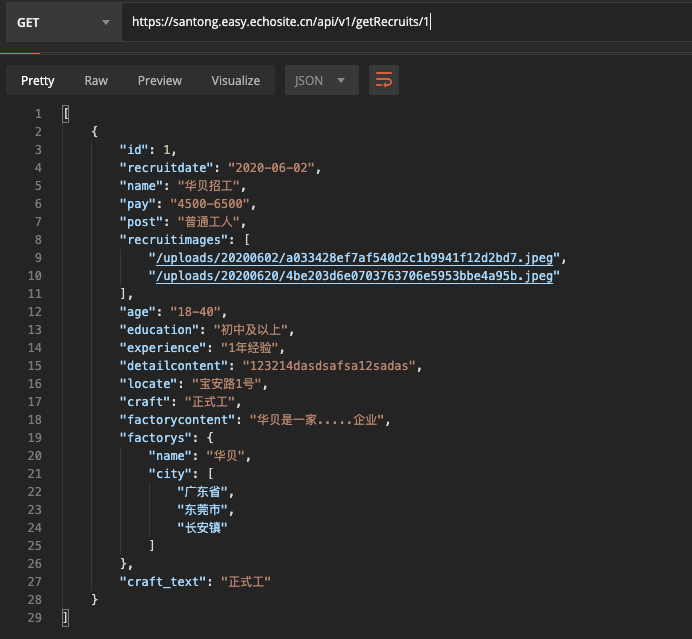 GET https://santong.easy.echosite.cn/api/v1/getRecruits/1
Pretty Raw Preview Visualize JSON
1 [
2 {
3 "id": 1,
4 "recruitdate": "2020-06-02",
5 "name": "华贝招工",
6 "pay": "4500-6500",
7 "post": "普通工人",
8 "recruitimages": [
9 "/uploads/20200602/a033428ef7af540d2c1b9941f12d2bd7.jpeg",
10 "/uploads/20200620/4be203d6e0703763706e5953bbe4a95b.jpeg"
11 ],
12 "age": "18-40",
13 "education": "初中及以上",
14 "experience": "1年经验",
15 "detailcontent": "123214dasdsafsa12sadas",
16 "locate": "宝安路1号",
17 "craft": "正式工",
18 "factorycontent": "华贝是一家.....企业",
19 "factorys": {
20 "name": "华贝",
21 "city": [
22 "广东省",
23 "东莞市",
24 "长安镇"
25 ]
26 },
27 "craft_text": "正式工"
28 }
29 ]